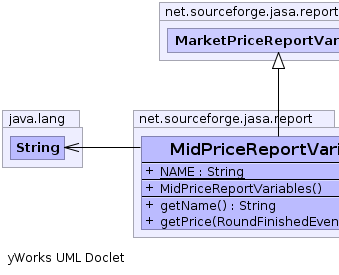 net.sourceforge.jasa.report
MarketPriceReportVari
java.lang
String
net.sourceforge.jasa.report
MidPriceReportVari
+ NAME : String
+ MidPriceReportVariables()
+ getName() : String
+ getPrice(RoundFinishedEven
yWorks UML Doclet